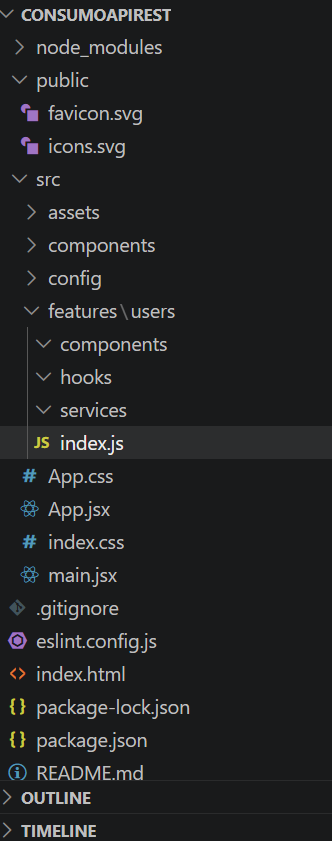 CONSUMOAPIREST
node_modules
public
favicon.svg
icons.svg
src
assets
components
config
features\users
components
hooks
services
JS index.js
# App.css
App.jsx
# index.css
main.jsx
.gitignore
eslint.config.js
<> index.html
{} package-lock.json
{} package.json
README.md
OUTLINE
TIMELINE